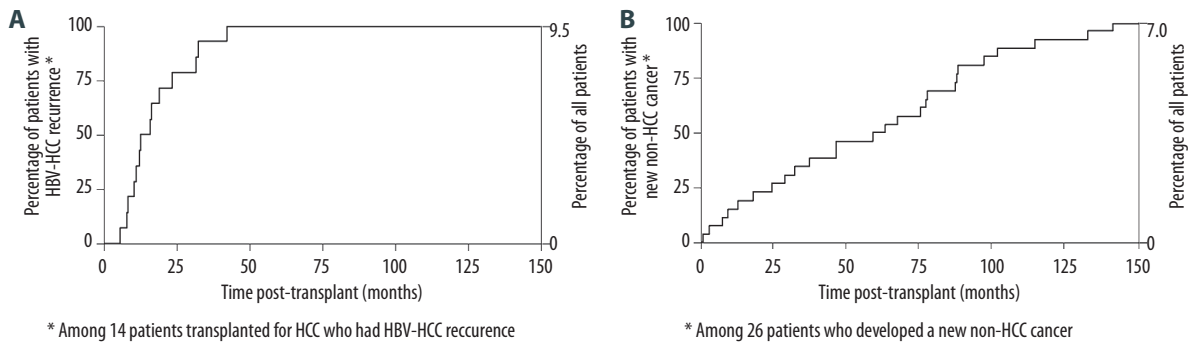 A
Percentage of patients with
HBV-HCC recurrence *
100
75
50
25
0
0
25
50
75
100
125
150
Time post-transplant (months)
9.5
0
Percentage of all patients
* Among 14 patients transplanted for HCC who had HBV-HCC reccurence
B
Percentage of patients with
new non-HCC cancer *
100
75
50
25
0
0
25
50
75
100
125
150
Time post-transplant (months)
7.0
0
Percentage of all patients
* Among 26 patients who developed a new non-HCC cancer